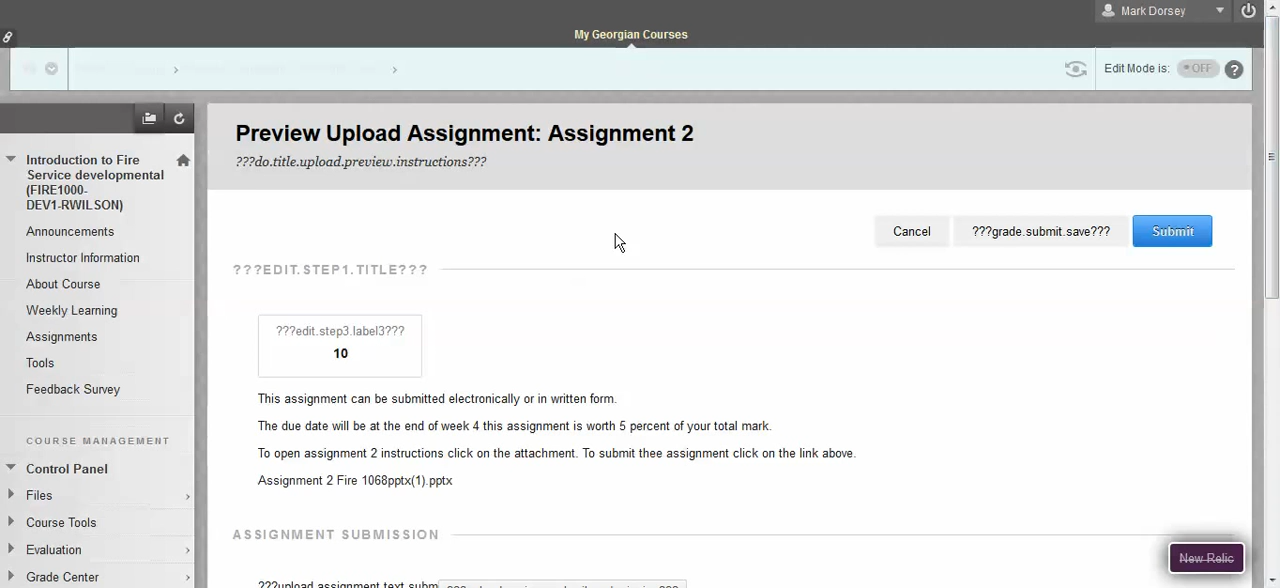 Mark Dorsey
My Georgian Courses
Edit Mode is:
OFF
?
Preview Upload Assignment: Assignment 2
???do.title.upload.preview.instructions???
Introduction to Fire
Service developmental
(FIRE1000-
DEV1-RWILSON)
Announcements
Instructor Information
About Course
Weekly Learning
Assignments
Tools
Feedback Survey
COURSE MANAGEMENT
Control Panel
Files
Course Tools
Evaluation
Grade Center
Cancel
???grade.submit.save???
Submit
???EDIT.STEP1.TITLE???
???edit.step3.label3???
10
This assignment can be submitted electronically or in written form.
The due date will be at the end of week 4 this assignment is worth 5 percent of your total mark.
To open assignment 2 instructions click on the attachment. To submit thee assignment click on the link above.
Assignment 2 Fire 1068pptx(1).pptx
ASSIGNMENT SUBMISSION
???upload.assignment.text.subm
New Relic